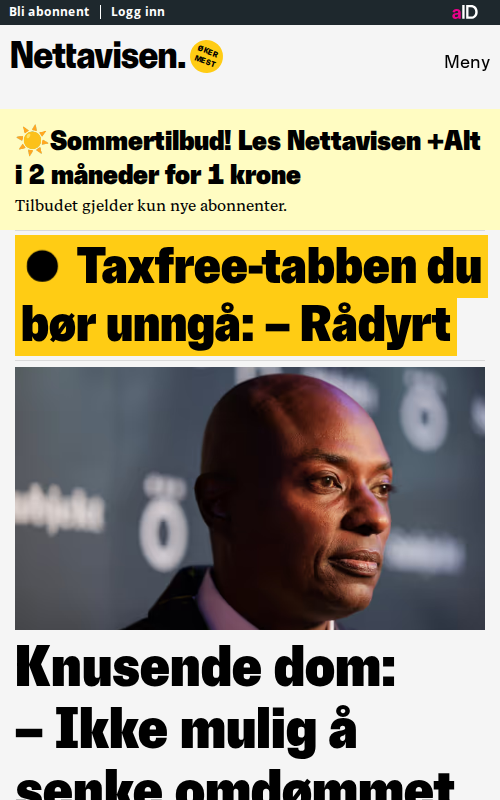 Bli abonnent | Logg inn
aID
Nettavisen.
ØKER
MEST
Meny
☀️Sommertilbud! Les Nettavisen +Alt
i 2 måneder for 1 krone
Tilbudet gjelder kun nye abonnenter.
● Taxfree-tabben du
bør unngå: – Rådyrt
Knusende dom:
– Ikke mulig å
senke omdømmet